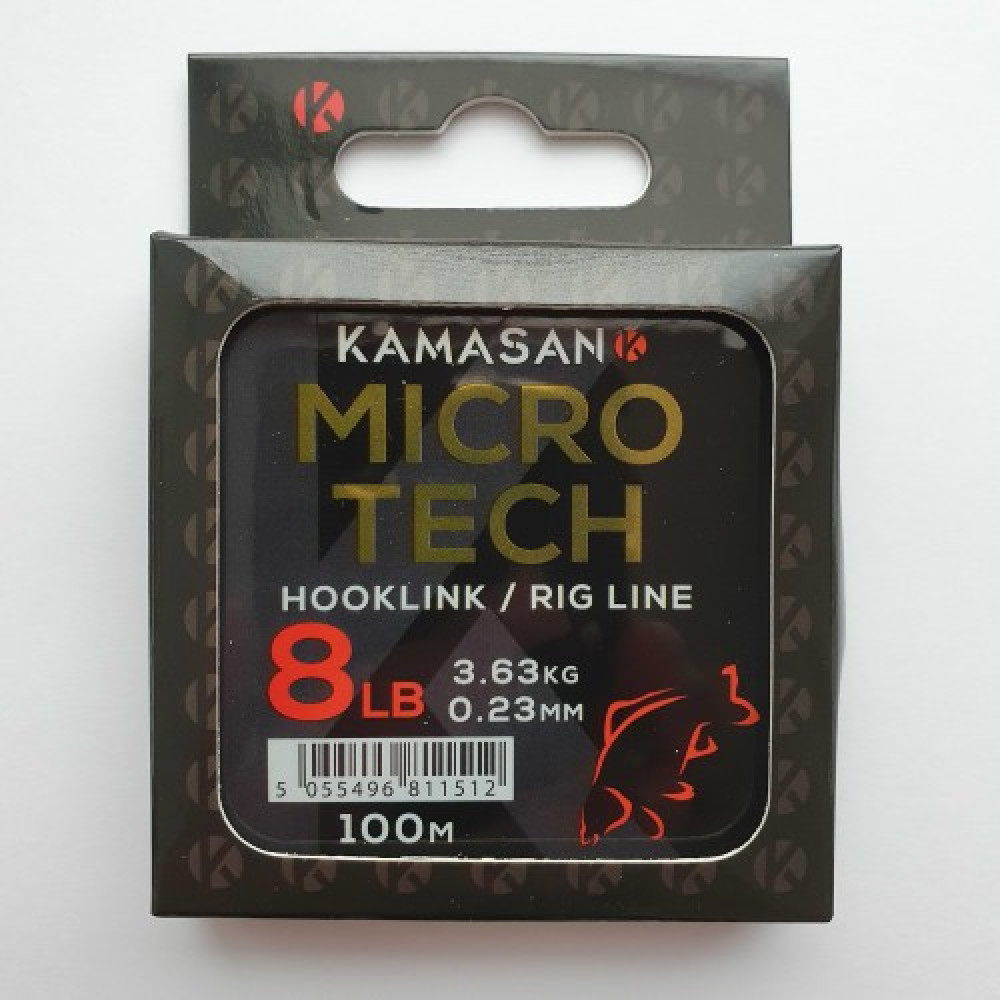 KAMASAN
MICRO
TECH
HOOKLINK / RIG LINE
8LB
3.63KG
0.23MM
5 055496 811512
100M